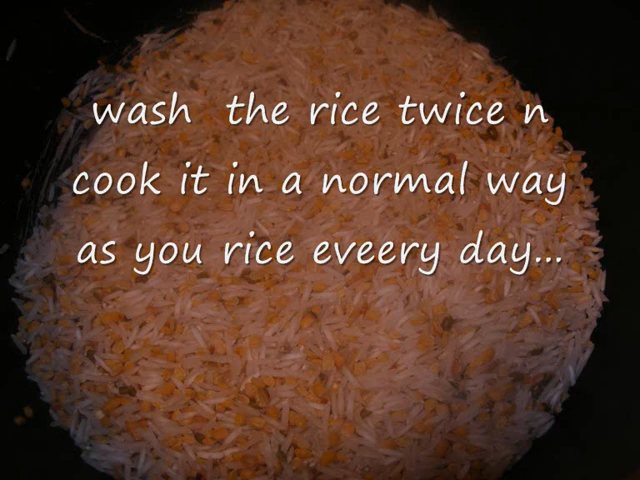 wash the rice twice n
cook it in a normal way
as you rice eveery day...